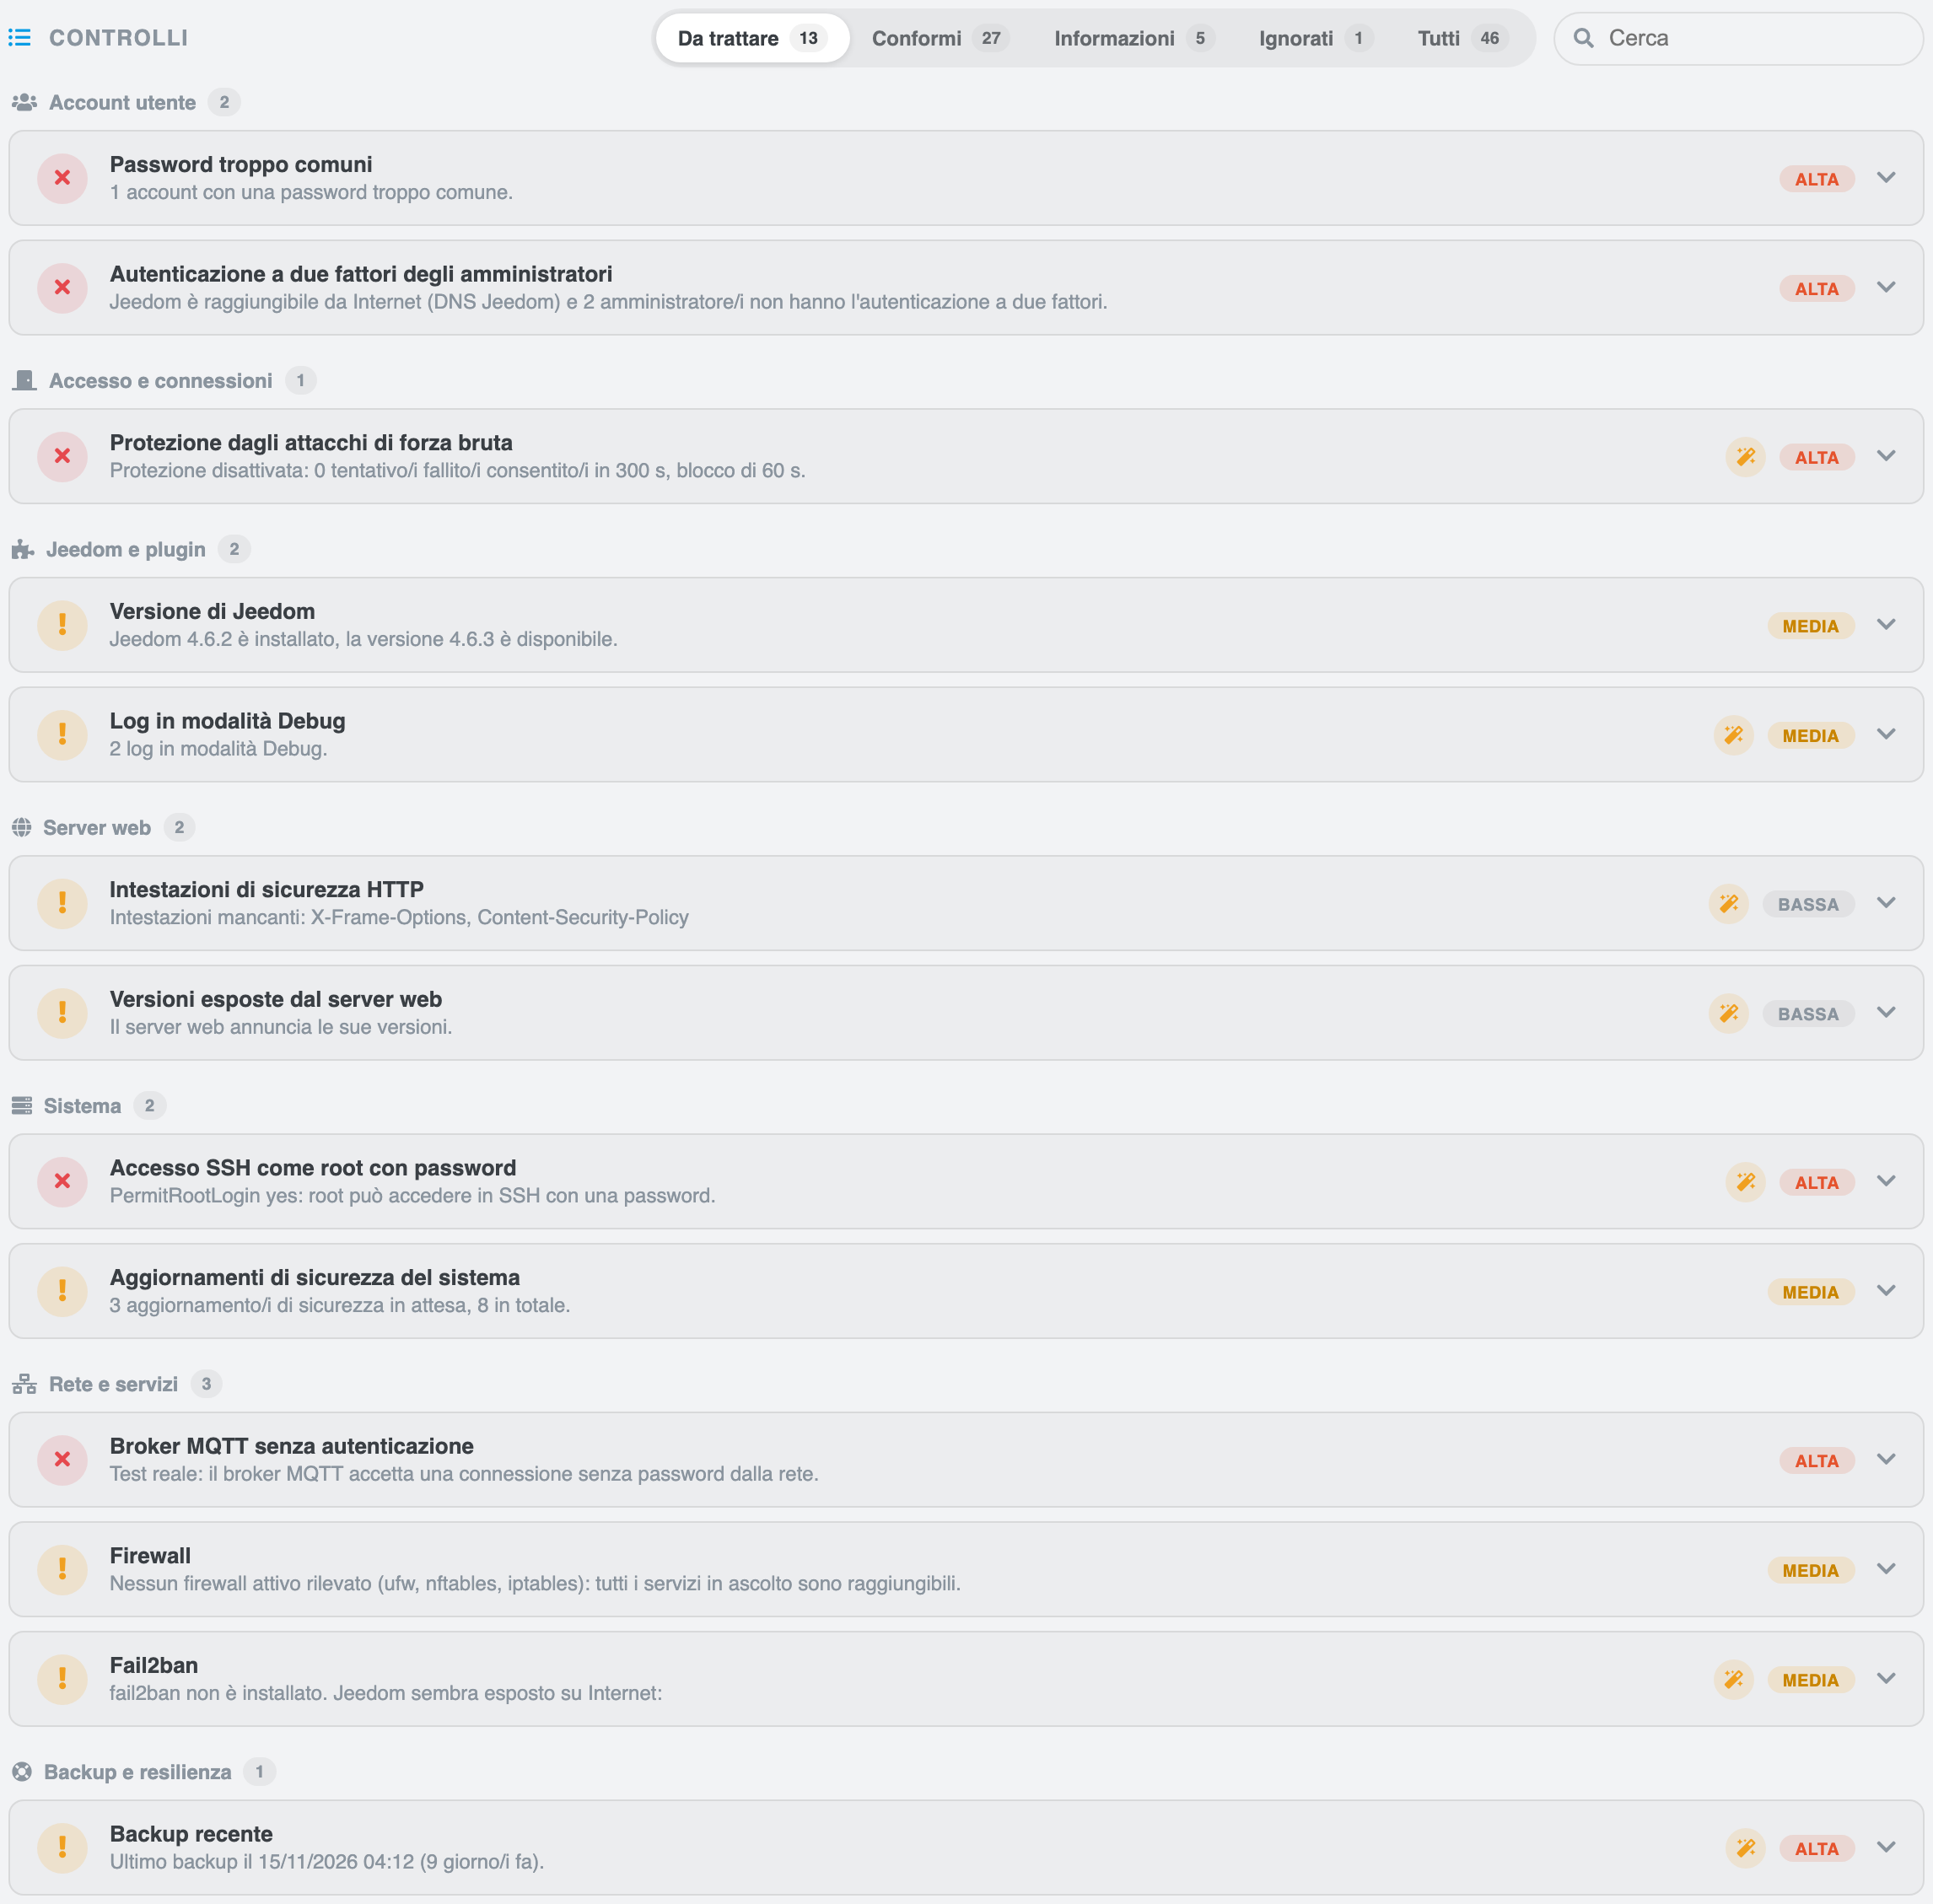 CONTROLLI
Da trattare 13 Conformi 27 Informazioni 5 Ignorati 1 Tutti 46 Cerca
Account utente 2
Password troppo comuni
1 account con una password troppo comune.
ALTA
Autenticazione a due fattori degli amministratori
Jeedom è raggiungibile da Internet (DNS Jeedom) e 2 amministratore/i non hanno l'autenticazione a due fattori.
ALTA
Accesso e connessioni 1
Protezione dagli attacchi di forza bruta
Protezione disattivata: 0 tentativo/i fallito/i consentito/i in 300 s, blocco di 60 s.
ALTA
Jeedom e plugin 2
Versione di Jeedom
Jeedom 4.6.2 è installato, la versione 4.6.3 è disponibile.
MEDIA
Log in modalità Debug
2 log in modalità Debug.
MEDIA
Server web 2
Intestazioni di sicurezza HTTP
Intestazioni mancanti: X-Frame-Options, Content-Security-Policy
BASSA
Versioni esposte dal server web
Il server web annuncia le sue versioni.
BASSA
Sistema 2
Accesso SSH come root con password
PermitRootLogin yes: root può accedere in SSH con una password.
ALTA
Aggiornamenti di sicurezza del sistema
3 aggiornamento/i di sicurezza in attesa, 8 in totale.
MEDIA
Rete e servizi 3
Broker MQTT senza autenticazione
Test reale: il broker MQTT accetta una connessione senza password dalla rete.
ALTA
Firewall
Nessun firewall attivo rilevato (ufw, nftables, iptables): tutti i servizi in ascolto sono raggiungibili.
MEDIA
Fail2ban
fail2ban non è installato. Jeedom sembra esposto su Internet:
MEDIA
Backup e resilienza 1
Backup recente
Ultimo backup il 15/11/2026 04:12 (9 giorno/i fa).
ALTA